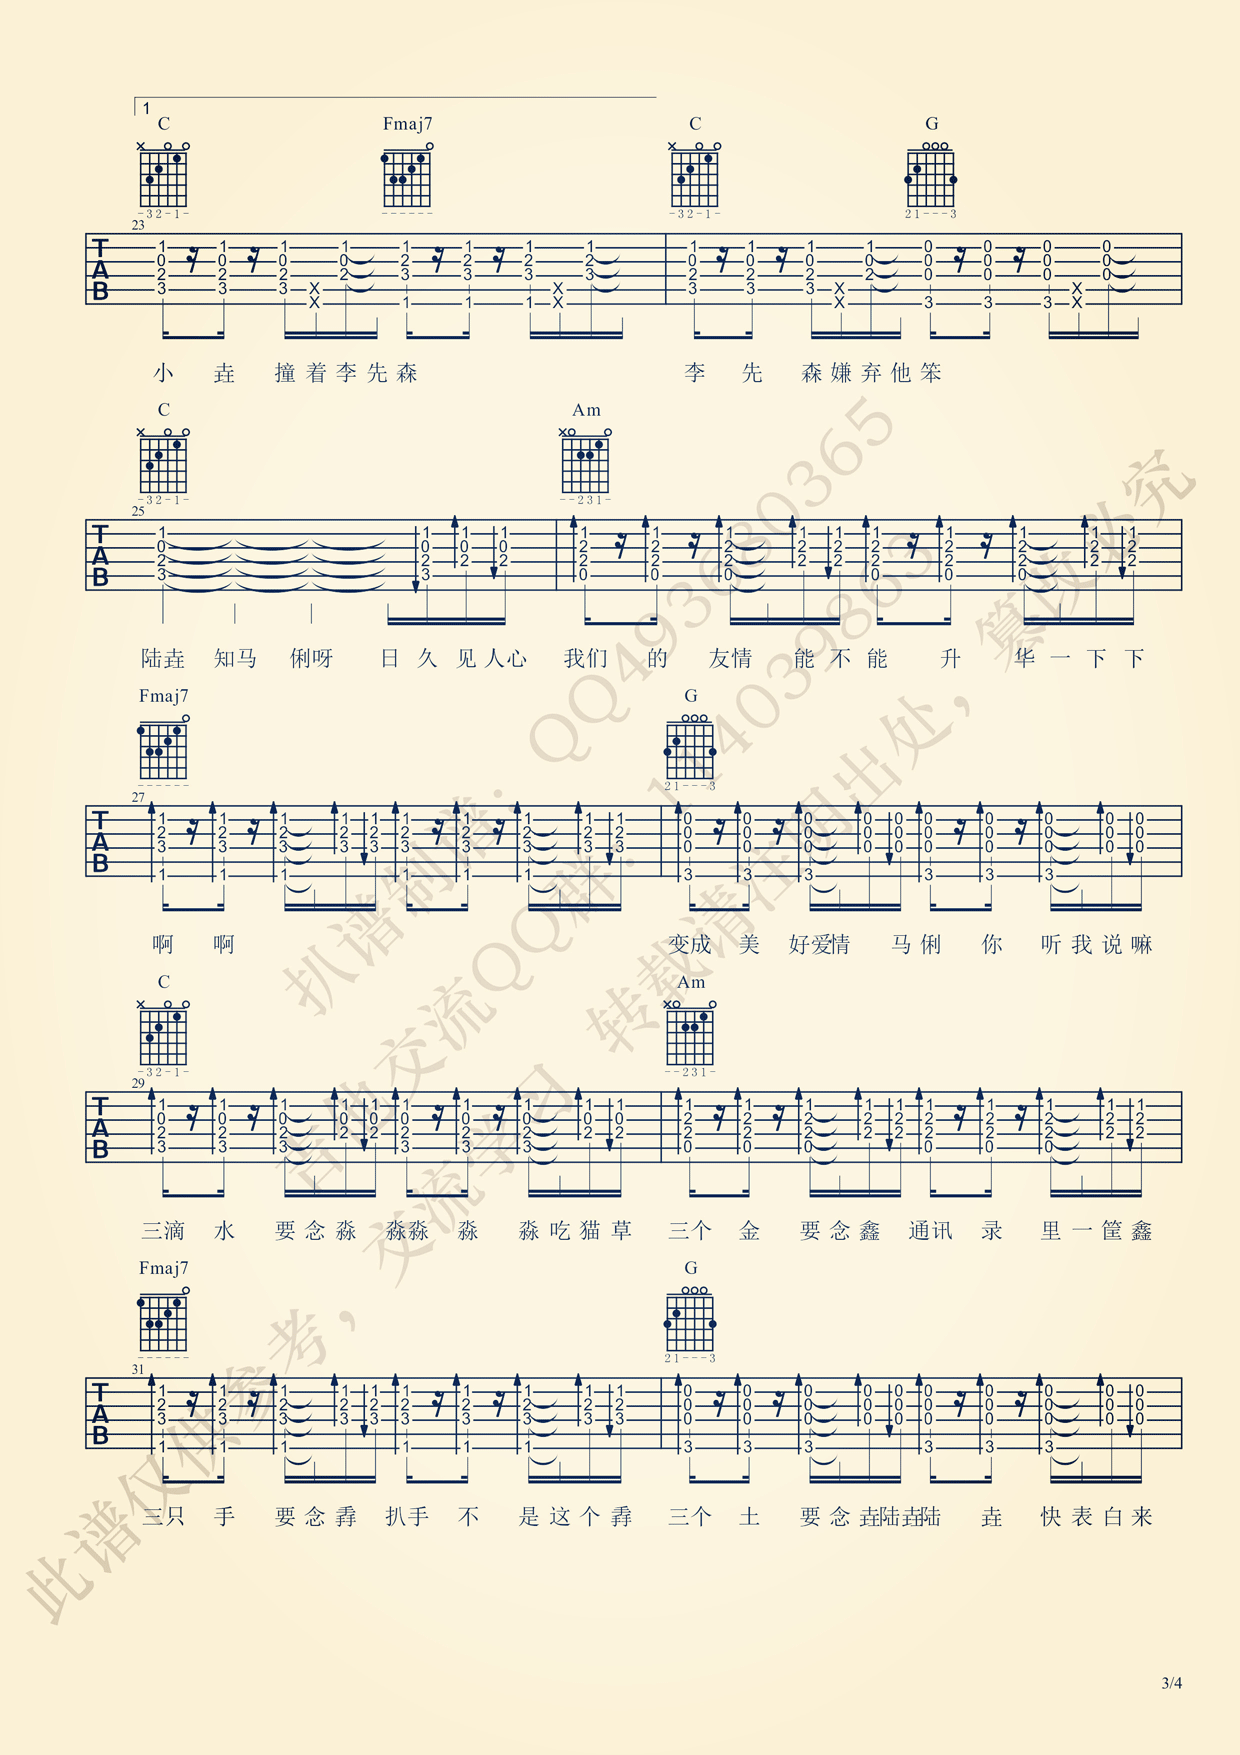 1
C Fmaj7 C G
23
小 垚 撞 着 李 先 森 李 先 森 嫌 弃 他 笨
C Am
25
陆垚 知马 俐呀 日 久 见 人心 我们 的 友情 能 不 能 升 华 一 下 下
Fmaj7 G
27
啊 啊 变成 美 好爱情 马 俐 你 听 我 说 嘛
C Am
29
三滴 水 要 念 淼 淼淼 淼 淼 吃 猫 草 三个 金 要 念 鑫 通讯 录 里 一 筐 鑫
Fmaj7 G
31
三只 手 要 念 掱 扒手 不 是 这 个 掱 三个 土 要 念 垚陆垚陆 垚 快 表 白 来
扒谱制谱：QQ493680365
吉他交流QQ群：114039863
此谱仅供参考，交流学习 转载请注明出处，篡改必究
3/4